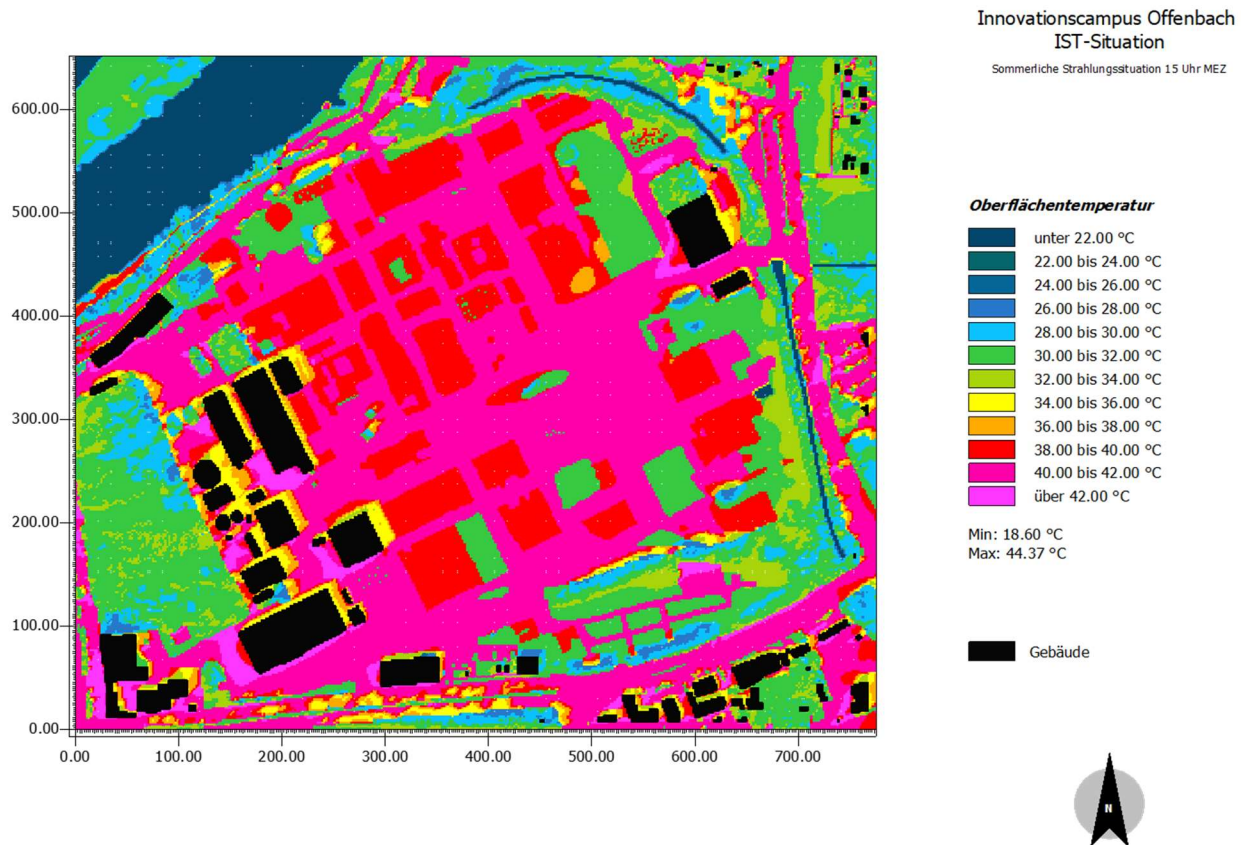 Innovationscampus Offenbach
IST-Situation
Sommerliche Strahlungssituation 15 Uhr MEZ
600.00
500.00
400.00
300.00
200.00
100.00
0.00
0.00 100.00 200.00 300.00 400.00 500.00 600.00 700.00
Oberflächentemperatur
unter 22.00 °C
22.00 bis 24.00 °C
24.00 bis 26.00 °C
26.00 bis 28.00 °C
28.00 bis 30.00 °C
30.00 bis 32.00 °C
32.00 bis 34.00 °C
34.00 bis 36.00 °C
36.00 bis 38.00 °C
38.00 bis 40.00 °C
40.00 bis 42.00 °C
über 42.00 °C
Min: 18.60 °C
Max: 44.37 °C
Gebäude
N